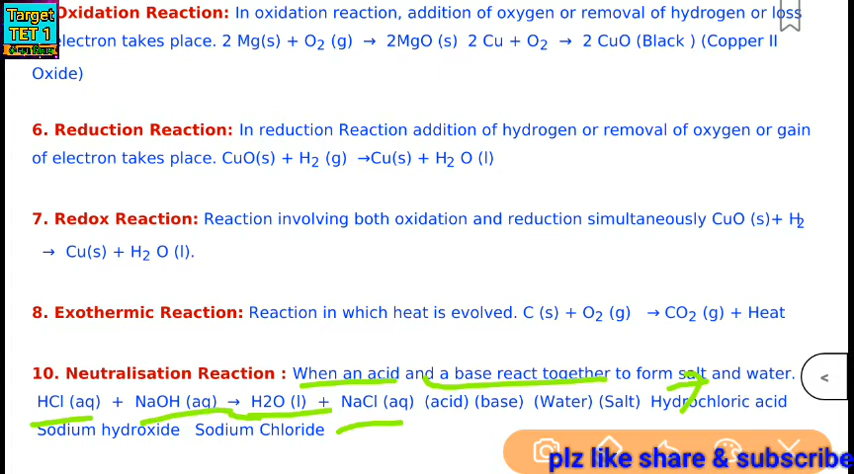 Target
TET 1
Oxidation Reaction: In oxidation reaction, addition of oxygen or removal of hydrogen or loss
electron takes place. 2 Mg(s) + O2 (g) → 2MgO (s) 2 Cu + O2 → 2 CuO (Black ) (Copper II
Oxide)
6. Reduction Reaction: In reduction Reaction addition of hydrogen or removal of oxygen or gain
of electron takes place. CuO(s) + H2 (g) →Cu(s) + H2 O (l)
7. Redox Reaction: Reaction involving both oxidation and reduction simultaneously CuO (s)+ H2
→ Cu(s) + H2 O (l).
8. Exothermic Reaction: Reaction in which heat is evolved. C (s) + O2 (g) → CO2 (g) + Heat
10. Neutralisation Reaction : When an acid and a base react together to form salt and water.
HCl (aq) + NaOH (aq) → H2O (l) + NaCl (aq) (acid) (base) (Water) (Salt) Hydrochloric acid
Sodium hydroxide Sodium Chloride
<
plz like share & subscribe